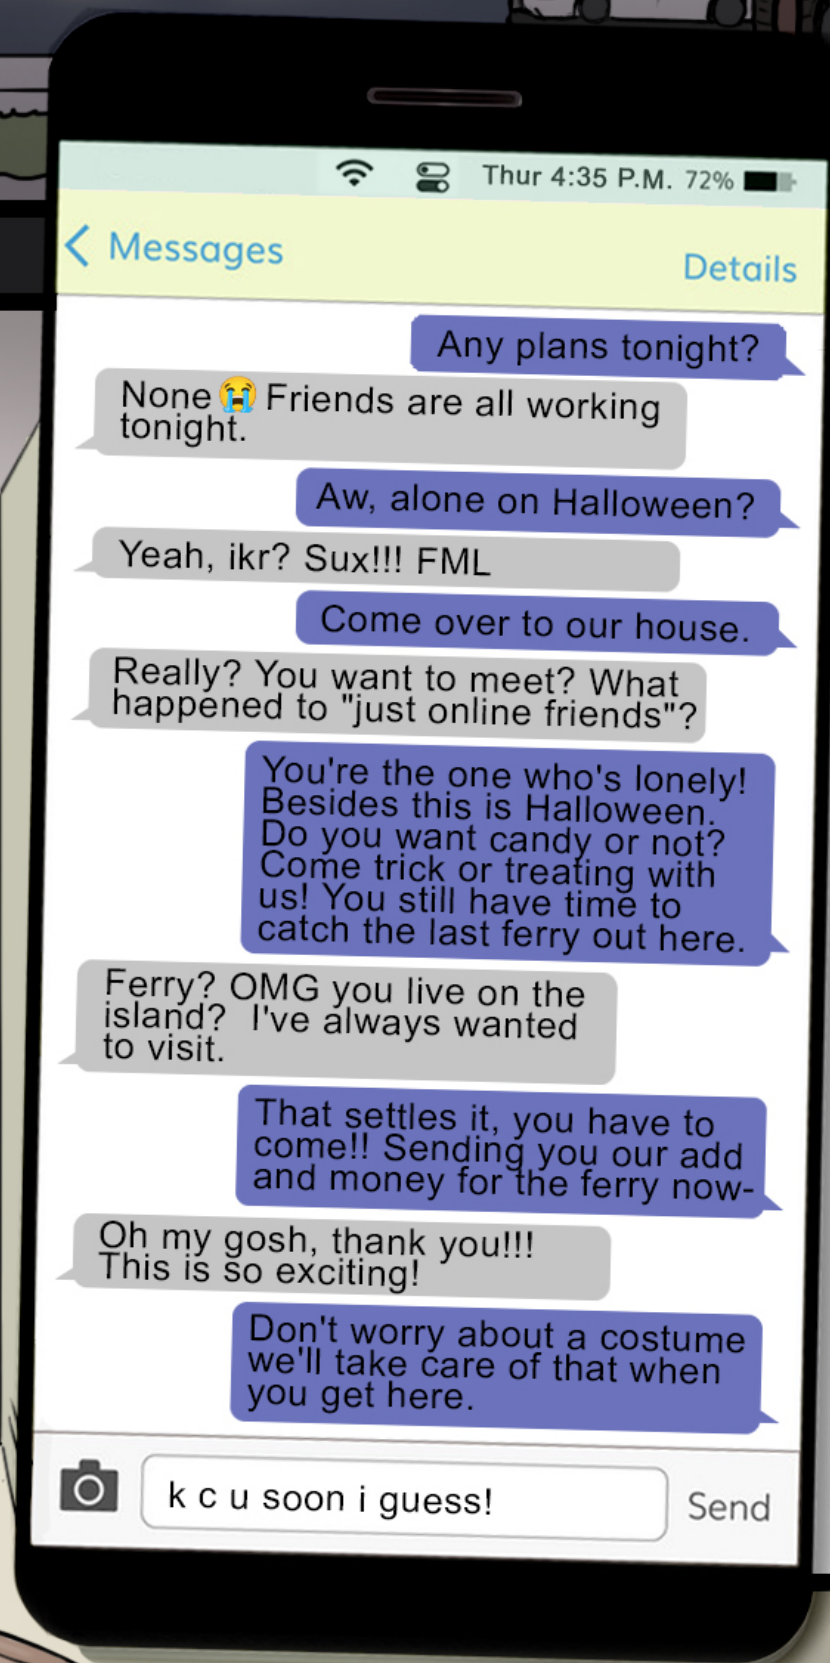 Thur 4:35 P.M. 72%
Messages
Details
Any plans tonight?
None😭Friends are all working
tonight.
Aw, alone on Halloween?
Yeah, ikr? Sux!!! FML
Come over to our house.
Really? You want to meet? What
happened to "just online friends"?
You're the one who's lonely!
Besides this is Halloween.
Do you want candy or not?
Come trick or treating with
us! You still have time to
catch the last ferry out here.
Ferry? OMG you live on the
island?  I've always wanted
to visit.
That settles it, you have to
come!! Sending you our add
and money for the ferry now-
Oh my gosh, thank you!!!
This is so exciting!
Don't worry about a costume
we'll take care of that when
you get here.
k c u soon i guess!
Send